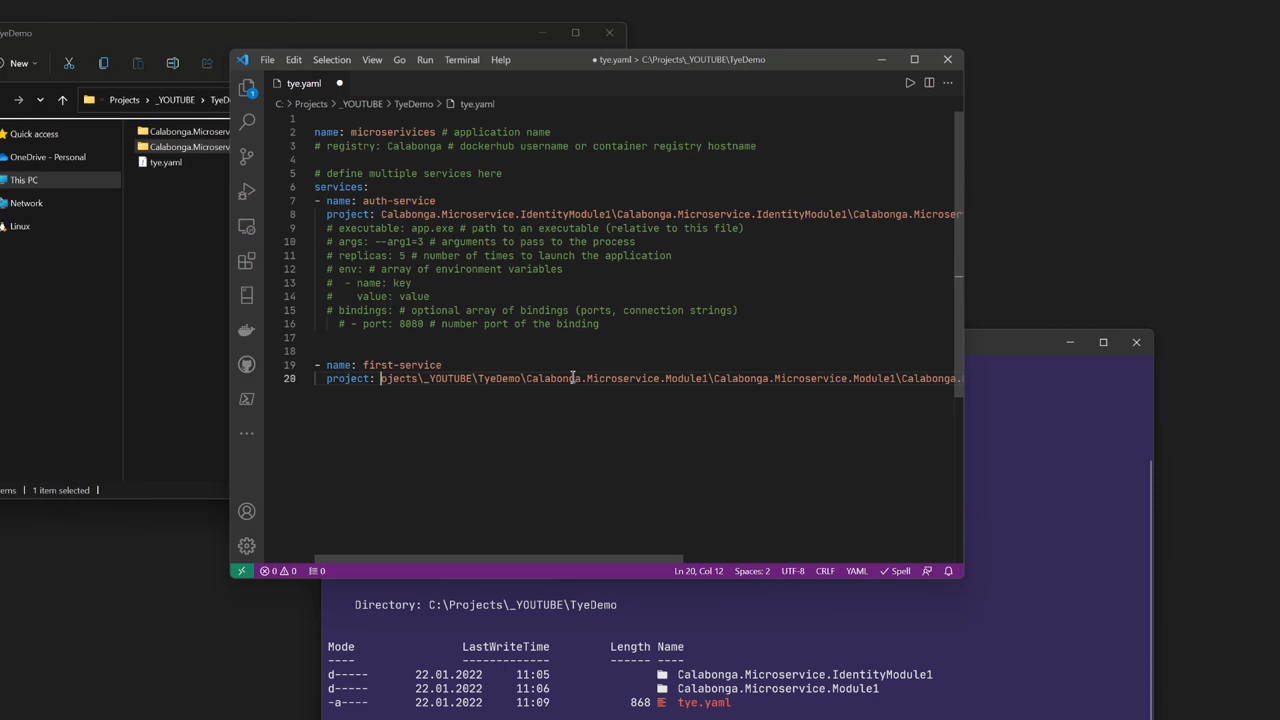 yeDemo
New
Projects > _YOUTUBE > TyeD
Quick access
OneDrive - Personal
This PC
Network
Linux
Calabonga.Microserv
Calabonga.Microserv
tye.yaml
ems 1 item selected
File Edit Selection View Go Run Terminal Help
● tye.yaml > C:\Projects\_YOUTUBE\TyeDemo
tye.yaml
C: > Projects > _YOUTUBE > TyeDemo > tye.yaml
1
2 name: microserivices # application name
3 # registry: Calabonga # dockerhub username or container registry hostname
4
5 # define multiple services here
6 services:
7 - name: auth-service
8 project: Calabonga.Microservice.IdentityModule1\Calabonga.Microservice.IdentityModule1\Calabonga.Microser
9 # executable: app.exe # path to an executable (relative to this file)
10 # args: --arg1=3 # arguments to pass to the process
11 # replicas: 5 # number of times to launch the application
12 # env: # array of environment variables
13 # - name: key
14 # value: value
15 # bindings: # optional array of bindings (ports, connection strings)
16 # - port: 8080 # number port of the binding
17
18
19 - name: first-service
20 project: ojects\_YOUTUBE\TyeDemo\Calabonga.Microservice.Module1\Calabonga.Microservice.Module1\Calabonga.
1
0 0 0
Ln 20, Col 12 Spaces: 2 UTF-8 CRLF YAML Spell
Directory: C:\Projects\_YOUTUBE\TyeDemo
Mode LastWriteTime Length Name
---- ------------- ------ ----
d----- 22.01.2022 11:05 Calabonga.Microservice.IdentityModule1
d----- 22.01.2022 11:06 Calabonga.Microservice.Module1
-a---- 22.01.2022 11:09 868 tye.yaml